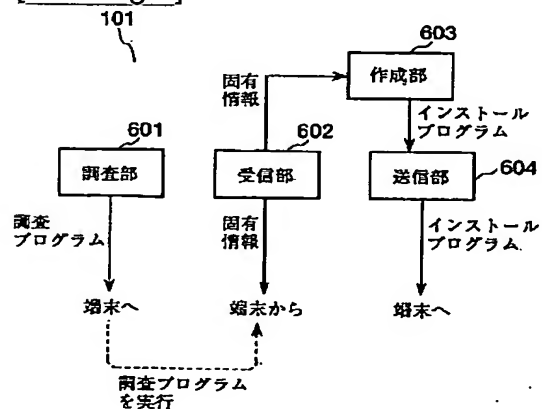 101
603
作成部
固有
情報
インストール
プログラム
601
調査部
602
受信部
送信部
604
調査
プログラム
固有
情報
インストール
プログラム
端末へ
端末から
端末へ
調査プログラム
を実行